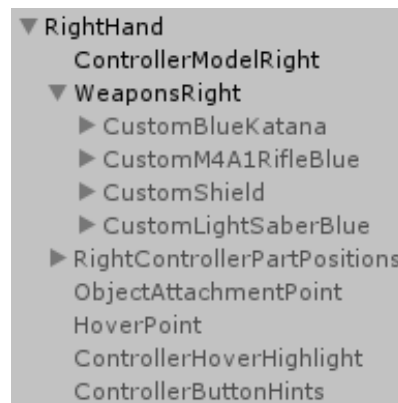 RightHand
ControllerModelRight
WeaponsRight
CustomBlueKatana
CustomM4A1RifleBlue
CustomShield
CustomLightSaberBlue
RightControllerPartPositions
ObjectAttachmentPoint
HoverPoint
ControllerHoverHighlight
ControllerButtonHints